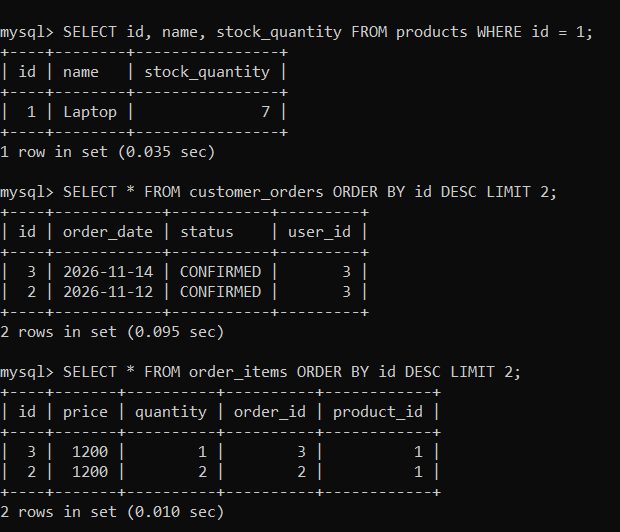 mysql> SELECT id, name, stock_quantity FROM products WHERE id = 1;
+----+--------+----------------+
| id | name   | stock_quantity |
+----+--------+----------------+
|  1 | Laptop |              7 |
+----+--------+----------------+
1 row in set (0.035 sec)

mysql> SELECT * FROM customer_orders ORDER BY id DESC LIMIT 2;
+----+------------+-----------+---------+
| id | order_date | status    | user_id |
+----+------------+-----------+---------+
|  3 | 2026-11-14 | CONFIRMED |       3 |
|  2 | 2026-11-12 | CONFIRMED |       3 |
+----+------------+-----------+---------+
2 rows in set (0.095 sec)

mysql> SELECT * FROM order_items ORDER BY id DESC LIMIT 2;
+----+-------+----------+----------+------------+
| id | price | quantity | order_id | product_id |
+----+-------+----------+----------+------------+
|  3 |  1200 |        1 |        3 |          1 |
|  2 |  1200 |        2 |        2 |          1 |
+----+-------+----------+----------+------------+
2 rows in set (0.010 sec)